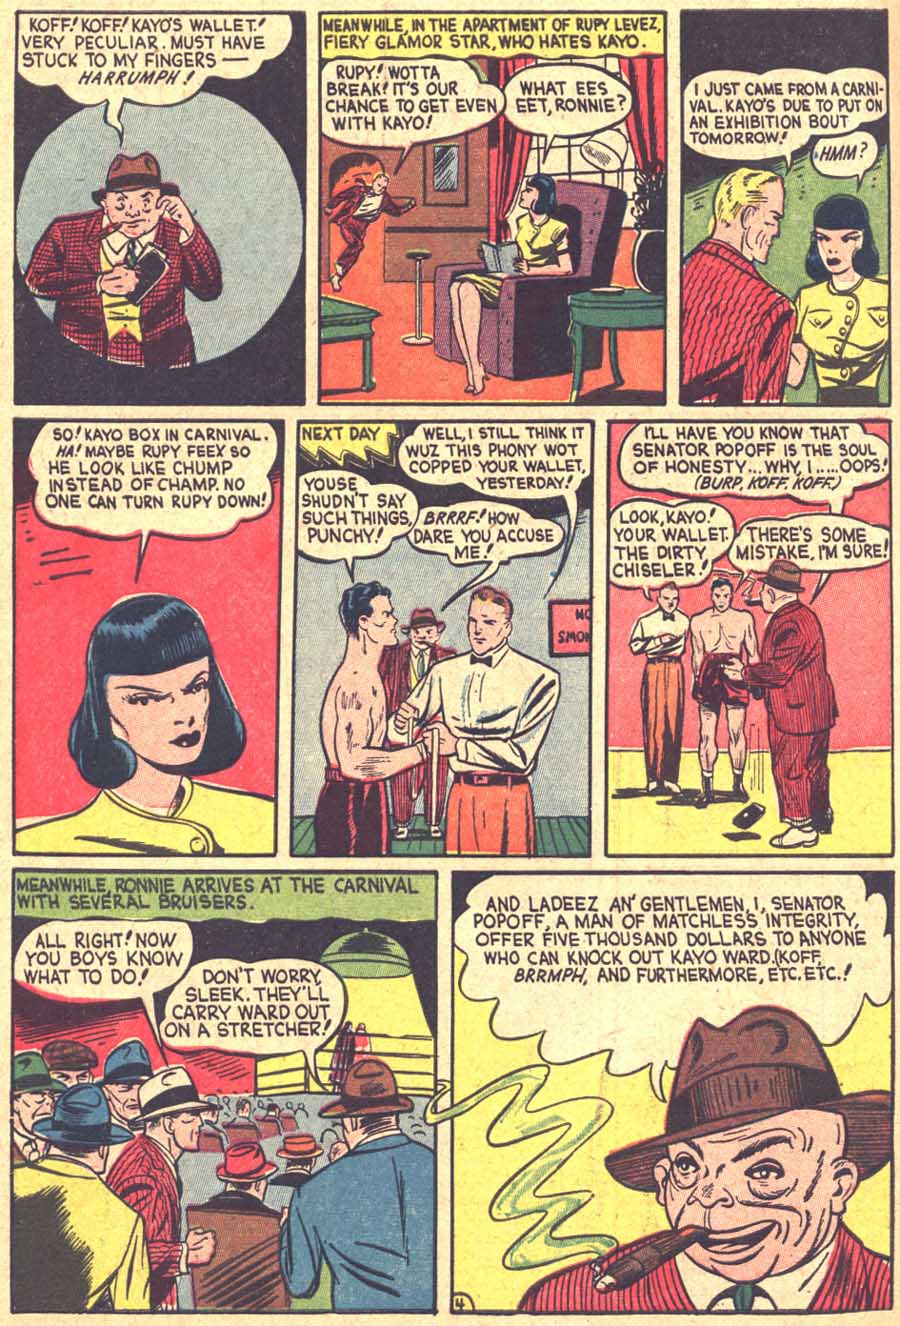 KOFF! KOFF! KAYO'S WALLET!
VERY PECULIAR. MUST HAVE
STUCK TO MY FINGERS —
HARRUMPH!
MEANWHILE, IN THE APARTMENT OF RUPY LEVEZ,
FIERY GLAMOR STAR, WHO HATES KAYO.
RUPY! WOTTA
BREAK! IT'S OUR
CHANCE TO GET EVEN
WITH KAYO!
WHAT EES
EET, RONNIE?
I JUST CAME FROM A CARNI-
VAL. KAYO'S DUE TO PUT ON
AN EXHIBITION BOUT
TOMORROW!
HMM?
SO! KAYO BOX IN CARNIVAL.
HA! MAYBE RUPY FEEX SO
HE LOOK LIKE CHUMP
INSTEAD OF CHAMP. NO
ONE CAN TURN RUPY DOWN!
NEXT DAY
WELL, I STILL THINK IT
WUZ THIS PHONY WOT
COPPED YOUR WALLET,
YESTERDAY!
YOUSE
SHUDN'T SAY
SUCH THINGS,
PUNCHY!
BRRRF! HOW
DARE YOU ACCUSE
ME!
NO
SMO
I'LL HAVE YOU KNOW THAT
SENATOR POPOFF IS THE SOUL
OF HONESTY... WHY, I..... OOPS!
(BURP, KOFF, KOFF.)
LOOK, KAYO!
YOUR WALLET.
THE DIRTY
CHISELER!
THERE'S SOME
MISTAKE, I'M SURE!
MEANWHILE, RONNIE ARRIVES AT THE CARNIVAL
WITH SEVERAL BRUISERS.
ALL RIGHT! NOW
YOU BOYS KNOW
WHAT TO DO!
DON'T WORRY,
SLEEK. THEY'LL
CARRY WARD OUT
ON A STRETCHER!
AND LADEEZ AN' GENTLEMEN, I, SENATOR
POPOFF, A MAN OF MATCHLESS INTEGRITY,
OFFER FIVE THOUSAND DOLLARS TO ANYONE
WHO CAN KNOCK OUT KAYO WARD. (KOFF,
BRRMPH, AND FURTHERMORE, ETC. ETC.!
4